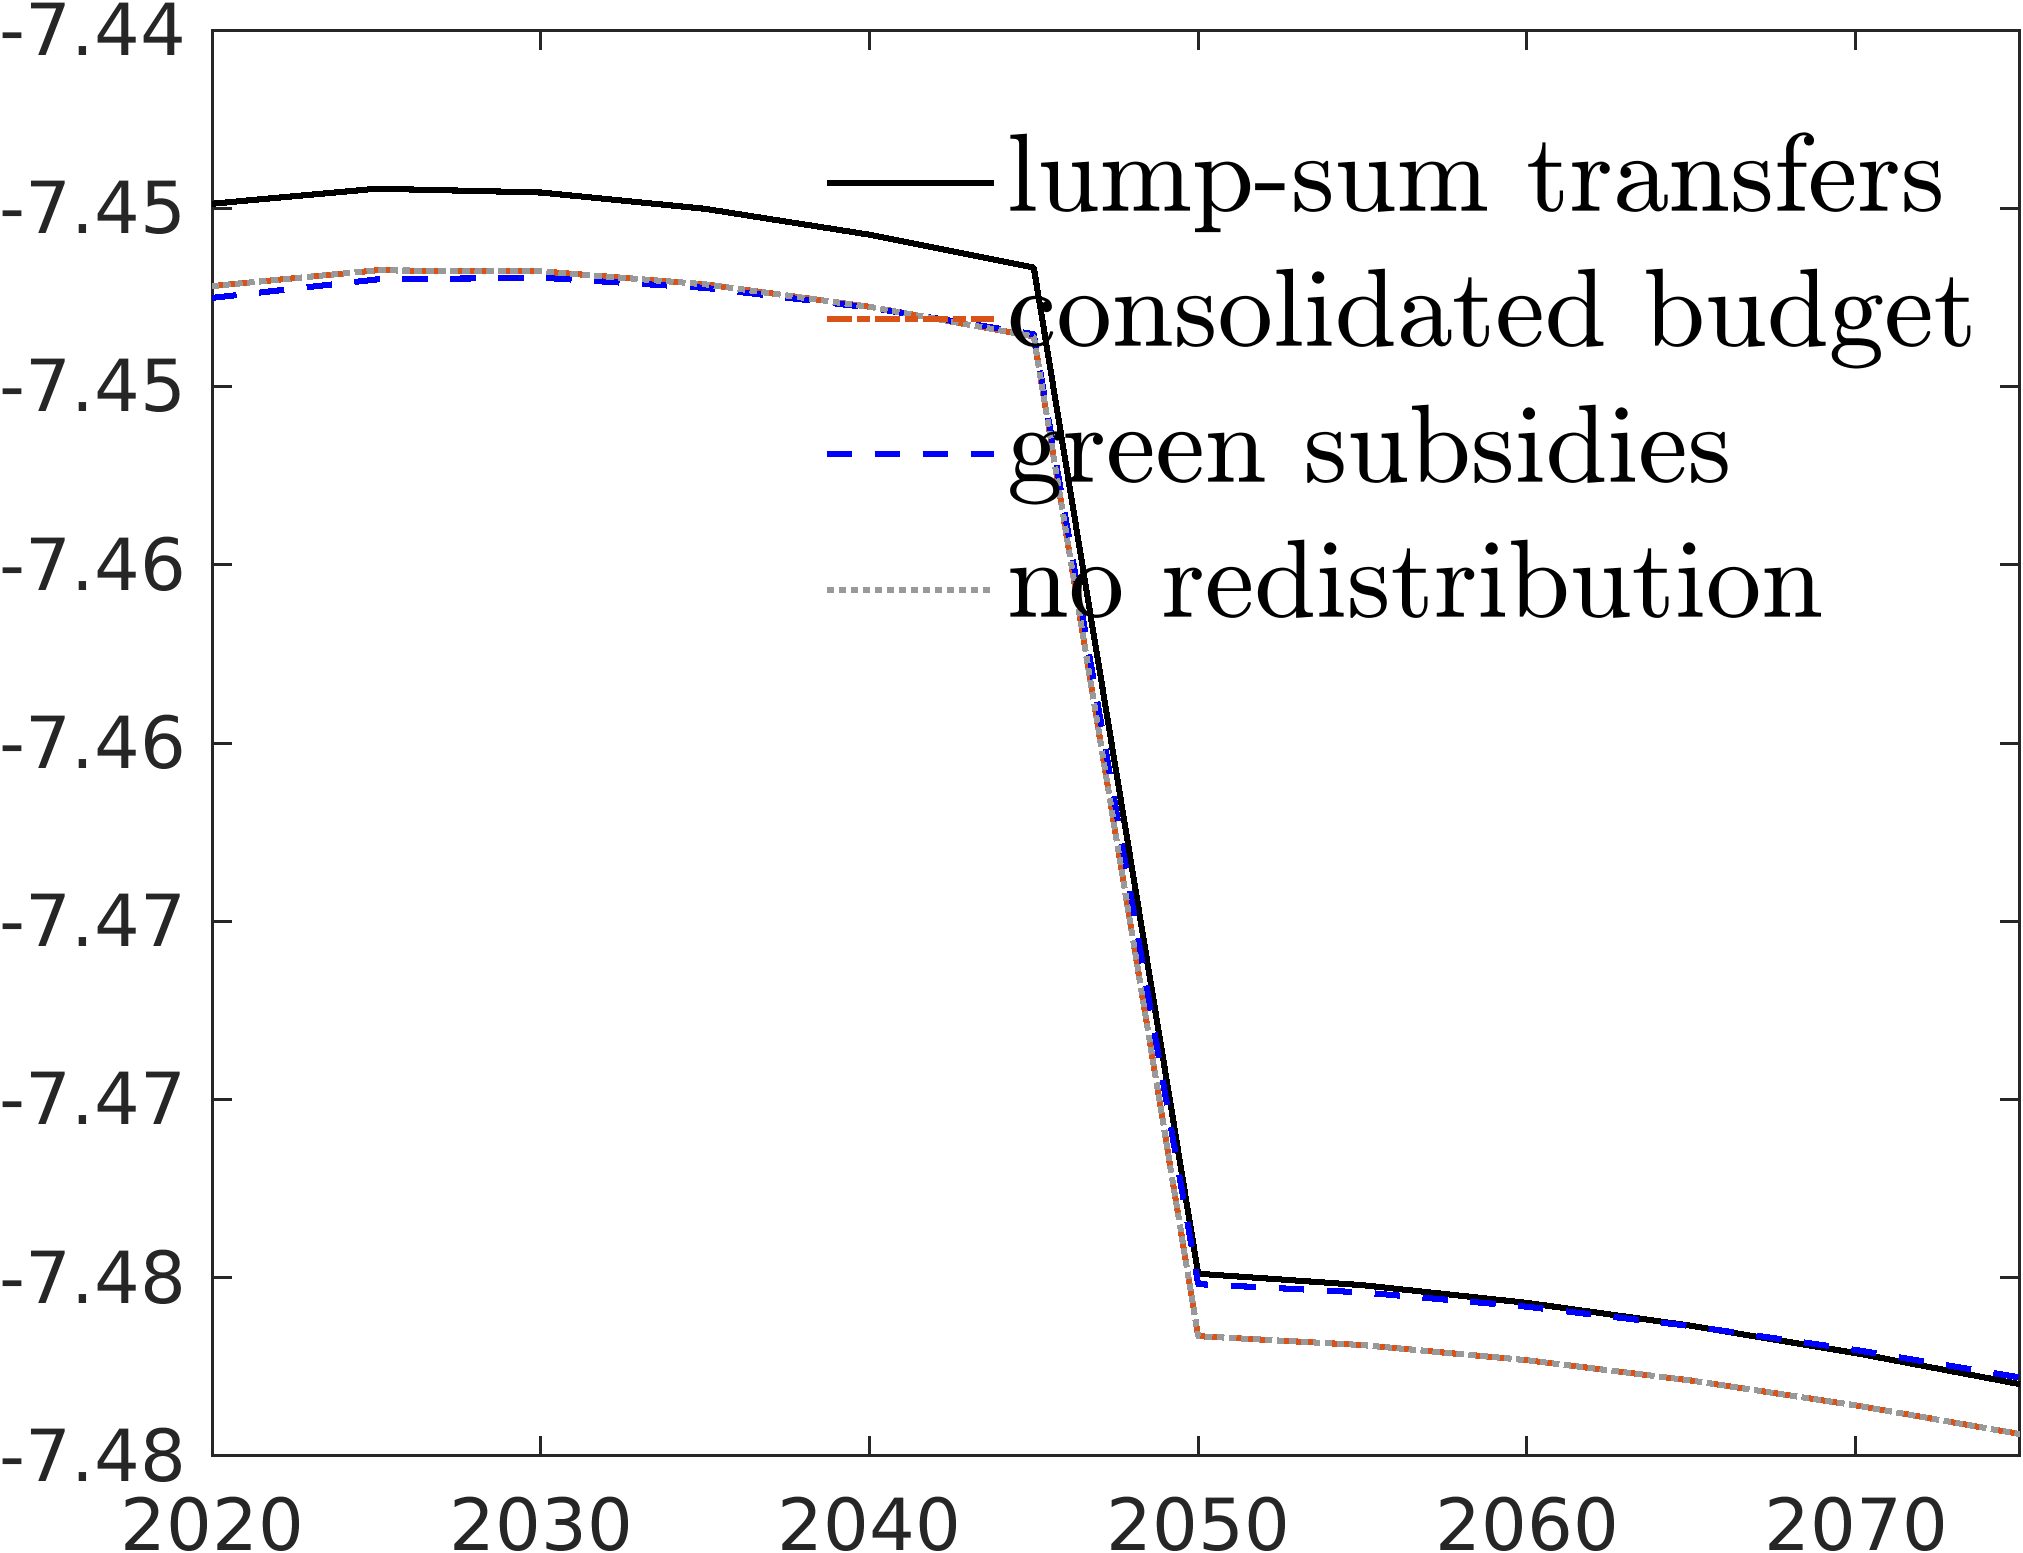 -7.44
-7.45
-7.45
-7.46
-7.46
-7.47
-7.47
-7.48
-7.48
lump-sum transfers
consolidated budget
green subsidies
no redistribution
2020 2030 2040 2050 2060 2070